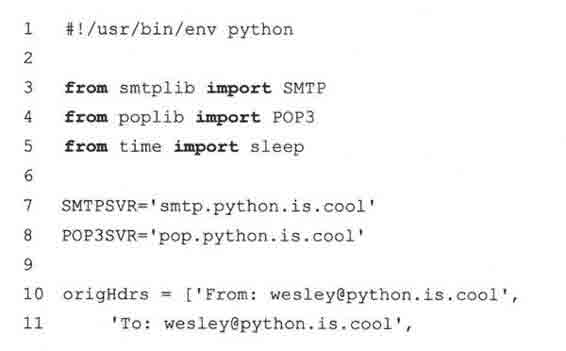 1 #!/usr/bin/env python
2
3 from smtplib import SMTP
4 from poplib import POP3
5 from time import sleep
6
7 SMTPSVR='smtp.python.is.cool'
8 POP3SVR='pop.python.is.cool'
9
10 origHdrs = ['From: wesley@python.is.cool',
11 'To: wesley@python.is.cool',